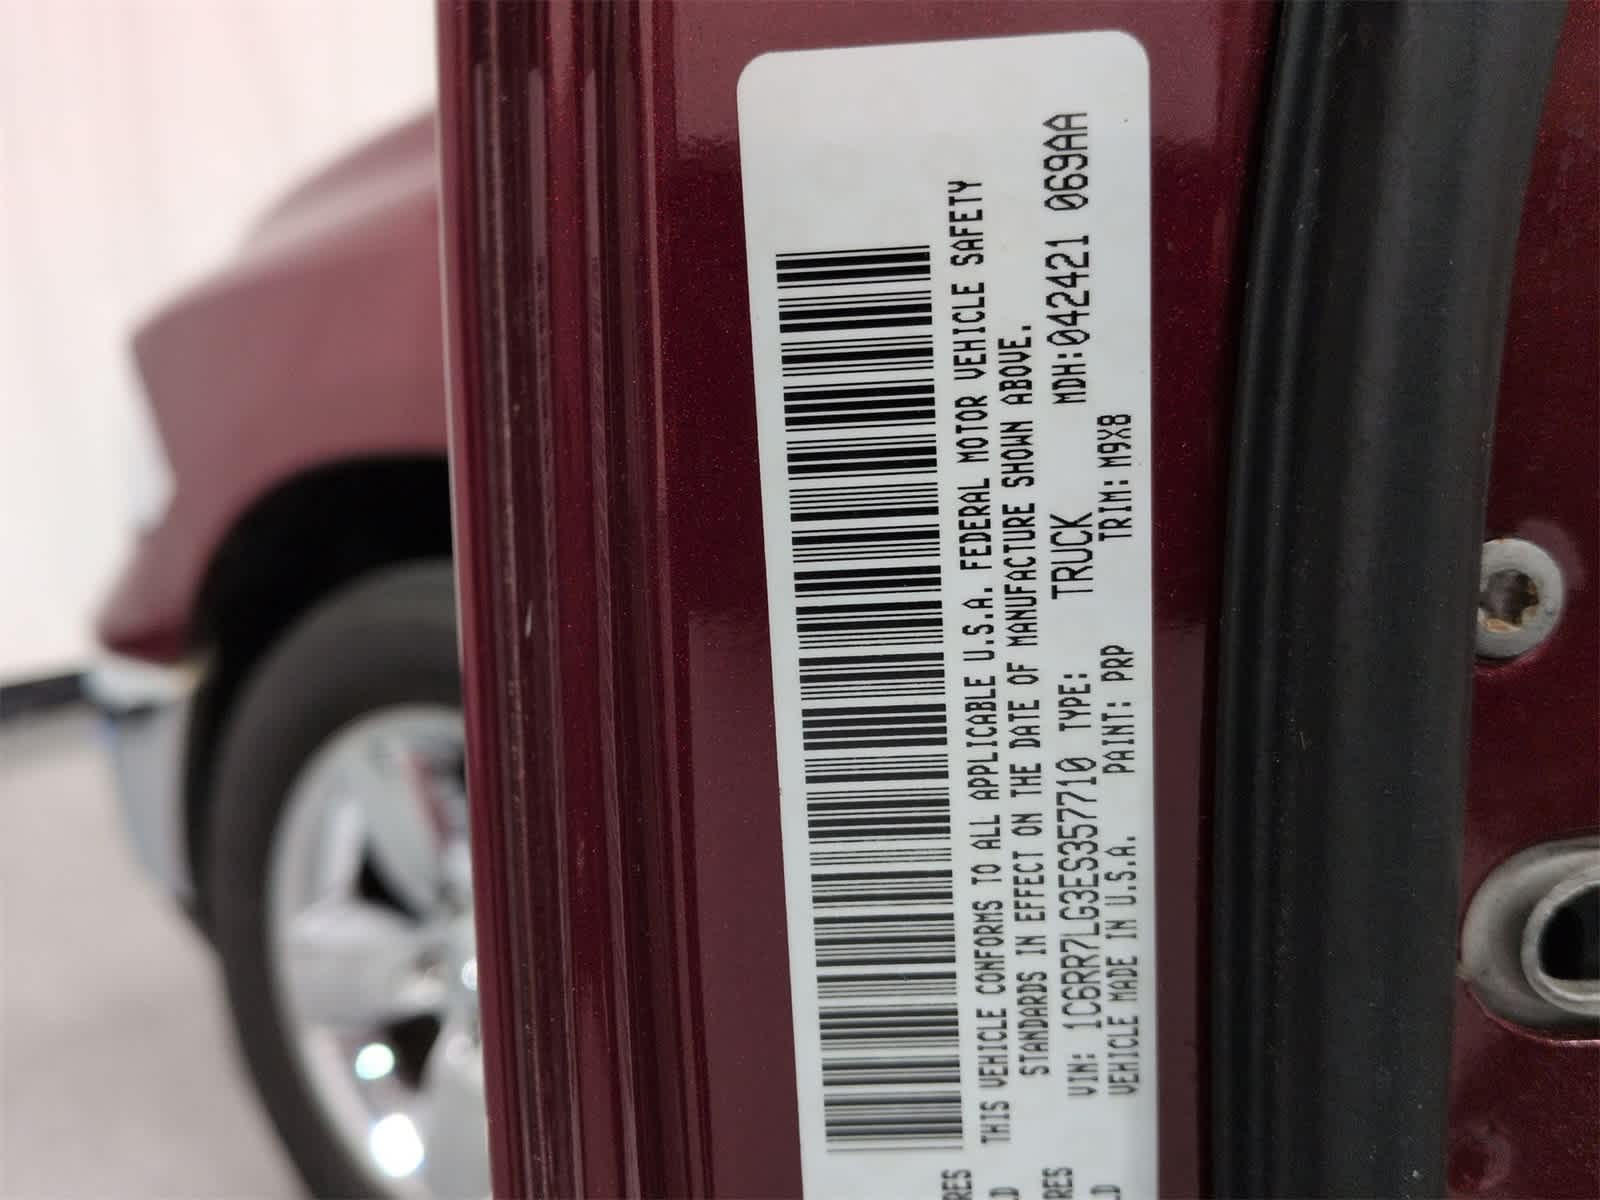 THIS VEHICLE CONFORMS TO ALL APPLICABLE U.S.A. FEDERAL MOTOR VEHICLE SAFETY
STANDARDS IN EFFECT ON THE DATE OF MANUFACTURE SHOWN ABOVE.
VIN: 1C6RR7LG3ES357710 TYPE: TRUCK MDH:042421 069AA
VEHICLE MADE IN U.S.A. PAINT: PRP TRIM: M9X8